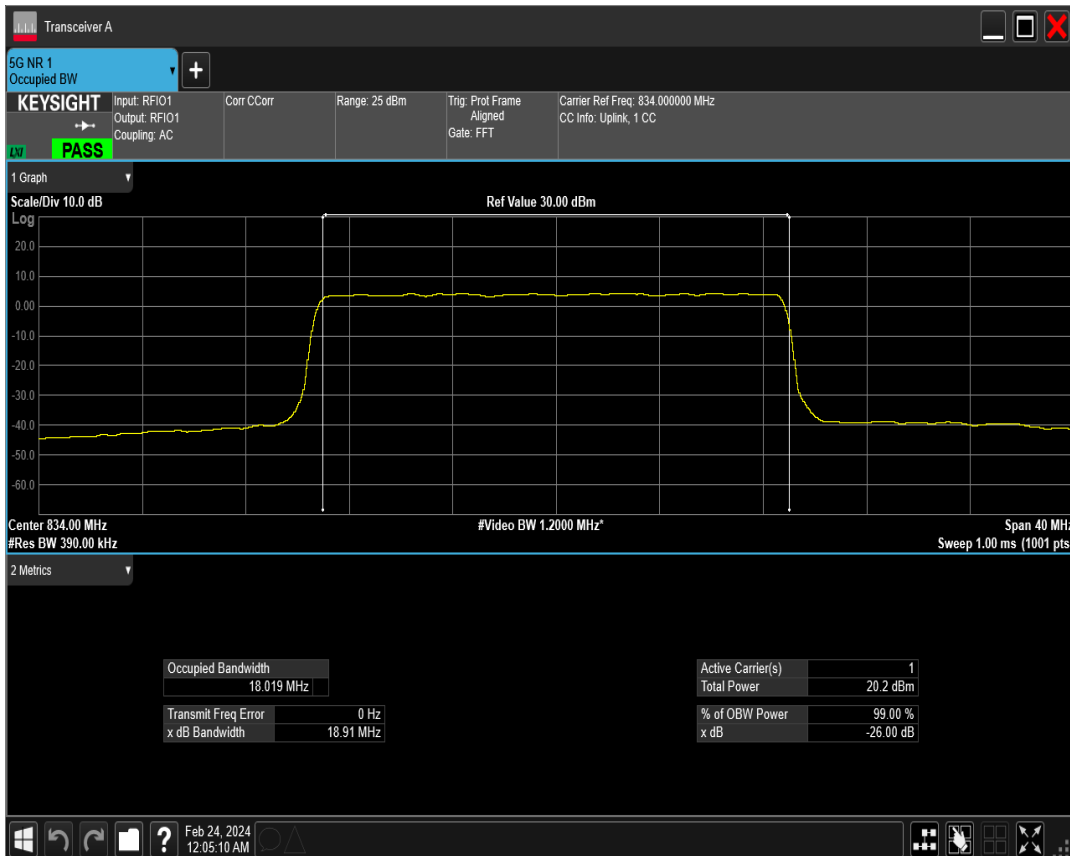 Transceiver A
5G NR 1
Occupied BW
KEYSIGHT
Input: RFIO1
Output: RFIO1
Coupling: AC
Corr CCorr
Range: 25 dBm
Trig: Prot Frame
Aligned
Gate: FFT
Carrier Ref Freq: 834.000000 MHz
CC Info: Uplink, 1 CC
LXI
PASS
1 Graph
Scale/Div 10.0 dB
Ref Value 30.00 dBm
Log
20.0
10.0
0.00
-10.0
-20.0
-30.0
-40.0
-50.0
-60.0
Center 834.00 MHz
#Video BW 1.2000 MHz*
Span 40 MHz
#Res BW 390.00 kHz
Sweep 1.00 ms (1001 pts
2 Metrics
Occupied Bandwidth
18.019 MHz
Transmit Freq Error 0 Hz
x dB Bandwidth 18.91 MHz
Active Carrier(s) 1
Total Power 20.2 dBm
% of OBW Power 99.00 %
x dB -26.00 dB
?
Feb 24, 2024
12:05:10 AM